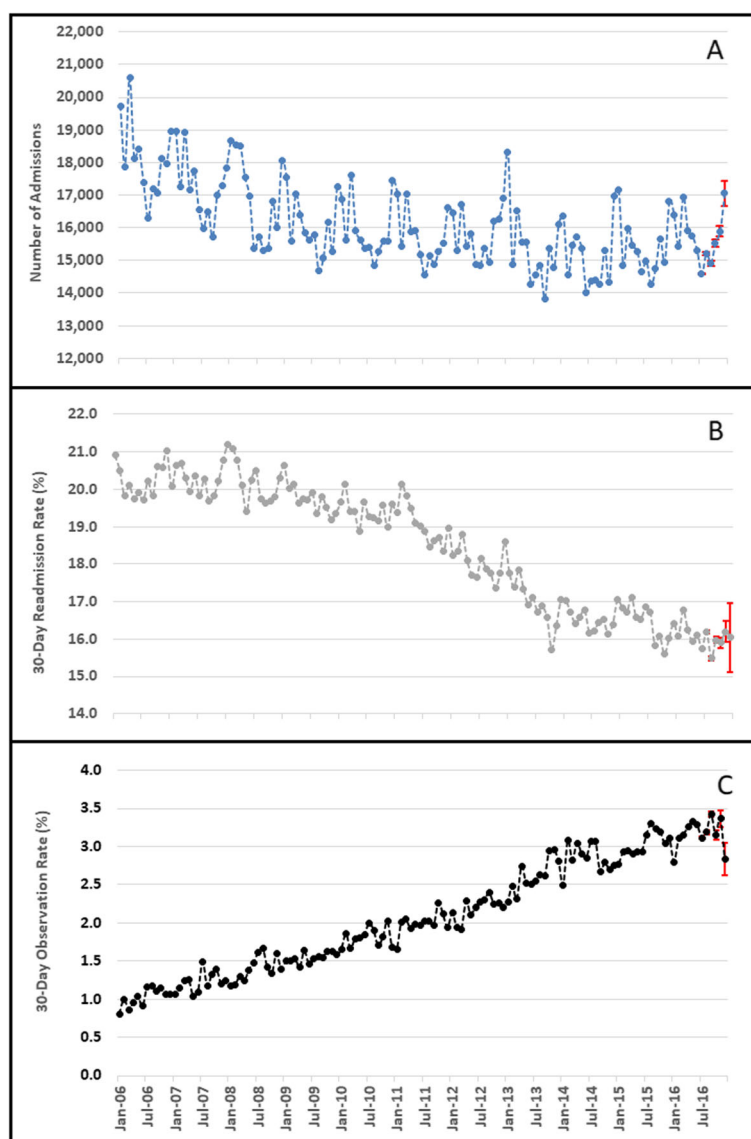 A
22,000
21,000
20,000
19,000
18,000
17,000
16,000
15,000
14,000
13,000
12,000
Number of Admissions
B
22.0
21.0
20.0
19.0
18.0
17.0
16.0
15.0
14.0
30-Day Readmission Rate (%)
C
4.0
3.5
3.0
2.5
2.0
1.5
1.0
0.5
0.0
30-Day Observation Rate (%)
Jan-06
Jul-06
Jan-07
Jul-07
Jan-08
Jul-08
Jan-09
Jul-09
Jan-10
Jul-10
Jan-11
Jul-11
Jan-12
Jul-12
Jan-13
Jul-13
Jan-14
Jul-14
Jan-15
Jul-15
Jan-16
Jul-16